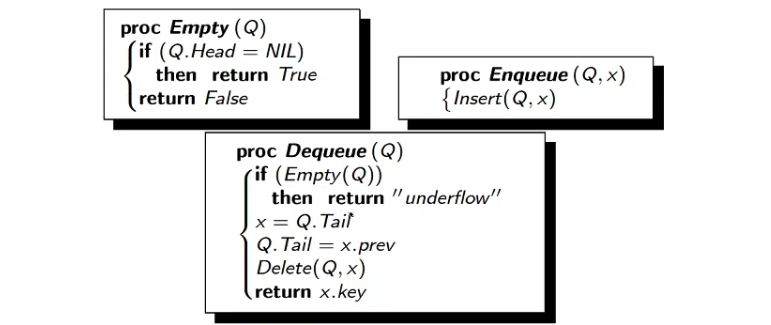 proc Empty (Q)
if (Q.Head = NIL)
then return True
return False
proc Enqueue (Q, x)
{Insert(Q, x)
proc Dequeue (Q)
if (Empty(Q))
then return ″underflow″
x = Q.Tail
Q.Tail = x.prev
Delete(Q, x)
return x.key